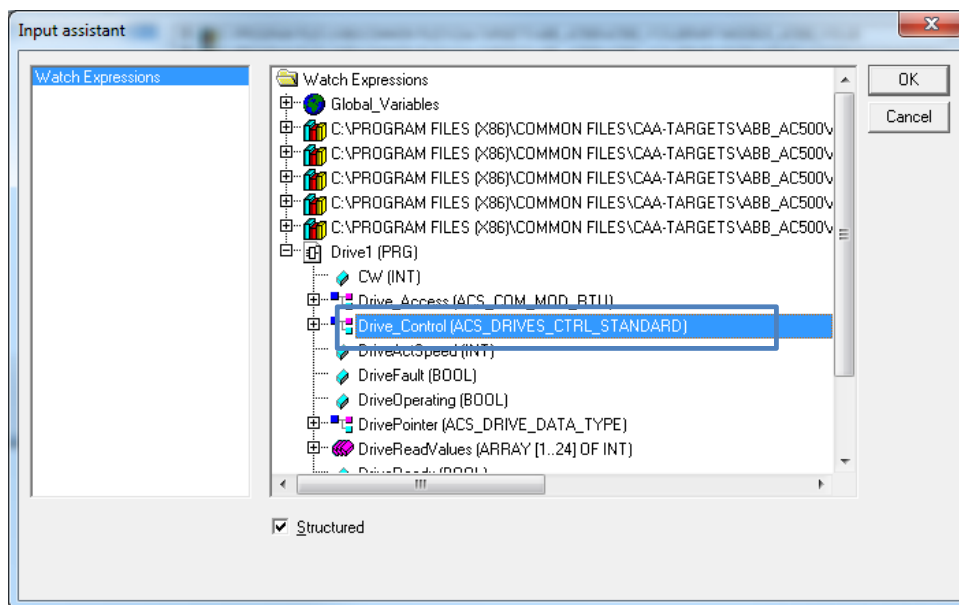 Input assistant
Watch Expressions
Watch Expressions
Global_Variables
C:\PROGRAM FILES (X86)\COMMON FILES\CAA-TARGETS\ABB_AC500\
C:\PROGRAM FILES (X86)\COMMON FILES\CAA-TARGETS\ABB_AC500\
C:\PROGRAM FILES (X86)\COMMON FILES\CAA-TARGETS\ABB_AC500\
C:\PROGRAM FILES (X86)\COMMON FILES\CAA-TARGETS\ABB_AC500\
C:\PROGRAM FILES (X86)\COMMON FILES\CAA-TARGETS\ABB_AC500\
Drive1 (PRG)
CW (INT)
Drive_Access (ACS_COM_MOD_RTU)
Drive_Control (ACS_DRIVES_CTRL_STANDARD)
DriveActSpeed (INT)
DriveFault (BOOL)
DriveOperating (BOOL)
DrivePointer (ACS_DRIVE_DATA_TYPE)
DriveReadValues (ARRAY [1..24] OF INT)
DriveReady (BOOL)
OK
Cancel
Structured